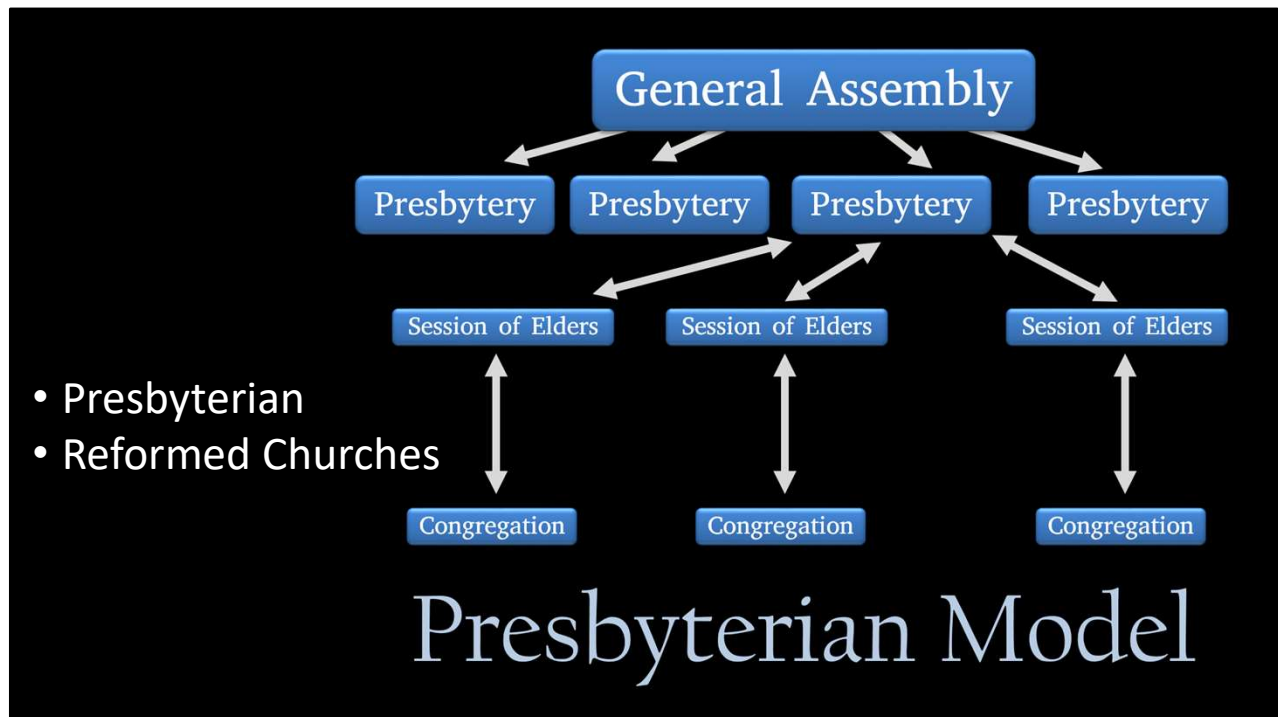 General Assembly
Presbytery
Presbytery
Presbytery
Presbytery
Session of Elders
Session of Elders
Session of Elders
• Presbyterian
• Reformed Churches
Congregation
Congregation
Congregation
Presbyterian Model